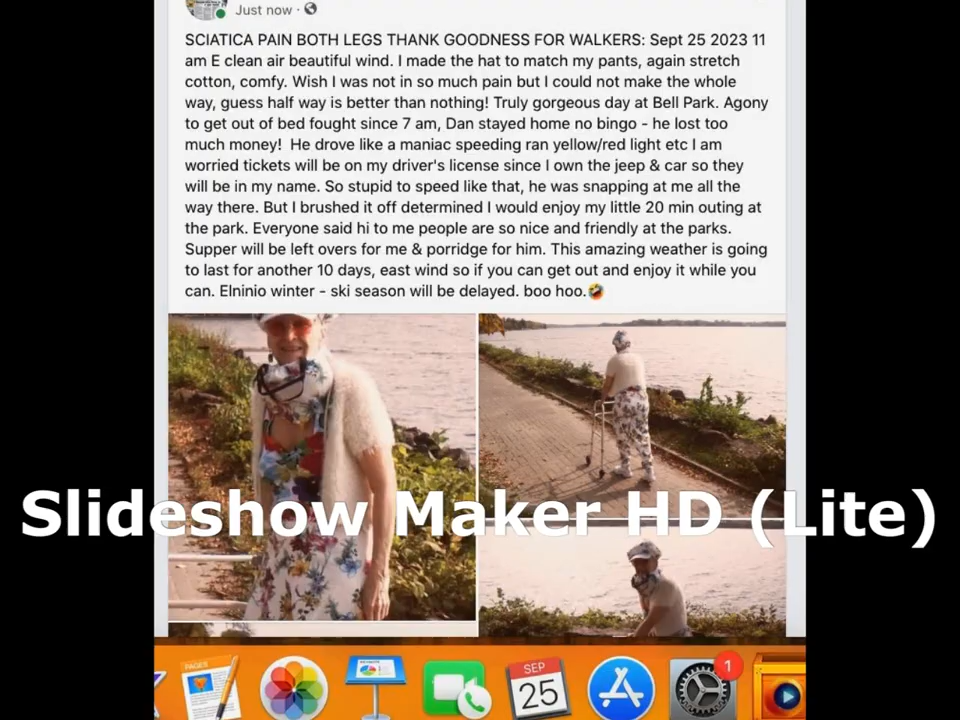 Just now ·
SCIATICA PAIN BOTH LEGS THANK GOODNESS FOR WALKERS: Sept 25 2023 11
am E clean air beautiful wind. I made the hat to match my pants, again stretch
cotton, comfy. Wish I was not in so much pain but I could not make the whole
way, guess half way is better than nothing! Truly gorgeous day at Bell Park. Agony
to get out of bed fought since 7 am, Dan stayed home no bingo - he lost too
much money!  He drove like a maniac speeding ran yellow/red light etc I am
worried tickets will be on my driver's license since I own the jeep & car so they
will be in my name. So stupid to speed like that, he was snapping at me all the
way there. But I brushed it off determined I would enjoy my little 20 min outing at
the park. Everyone said hi to me people are so nice and friendly at the parks.
Supper will be left overs for me & porridge for him. This amazing weather is going
to last for another 10 days, east wind so if you can get out and enjoy it while you
can. Elninio winter - ski season will be delayed. boo hoo.🤣
Slideshow Maker HD (Lite)
PAGES
SEP
25
1